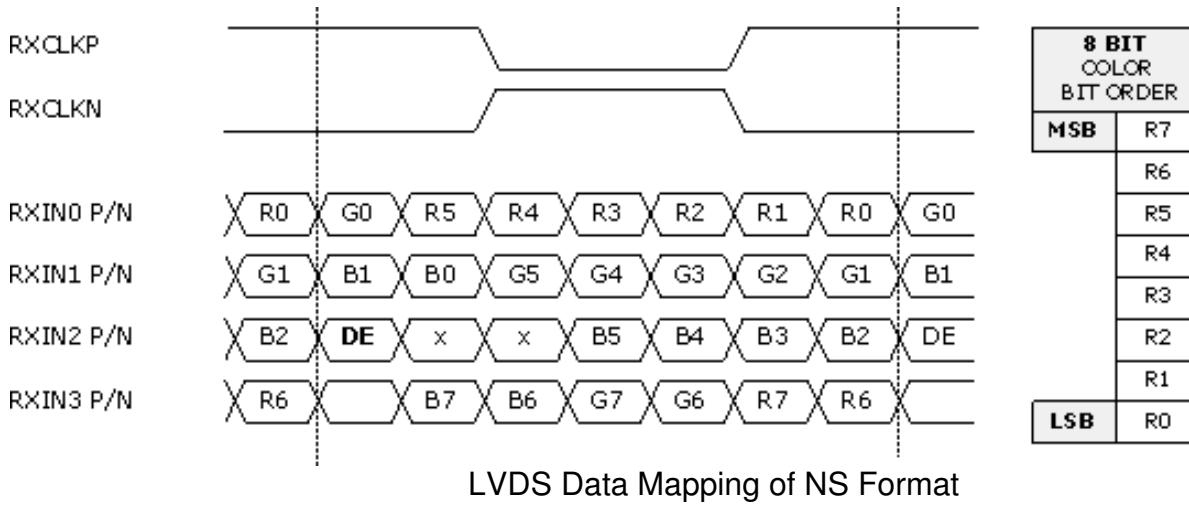 RXCLKP
RXCLKN
RXIN0 P/N R0 G0 R5 R4 R3 R2 R1 R0 G0
RXIN1 P/N G1 B1 B0 G5 G4 G3 G2 G1 B1
RXIN2 P/N B2 DE x x B5 B4 B3 B2 DE
RXIN3 P/N R6 B7 B6 G7 G6 R7 R6
8 BIT
COLOR
BIT ORDER
MSB R7
R6
R5
R4
R3
R2
R1
LSB R0
LVDS Data Mapping of NS Format